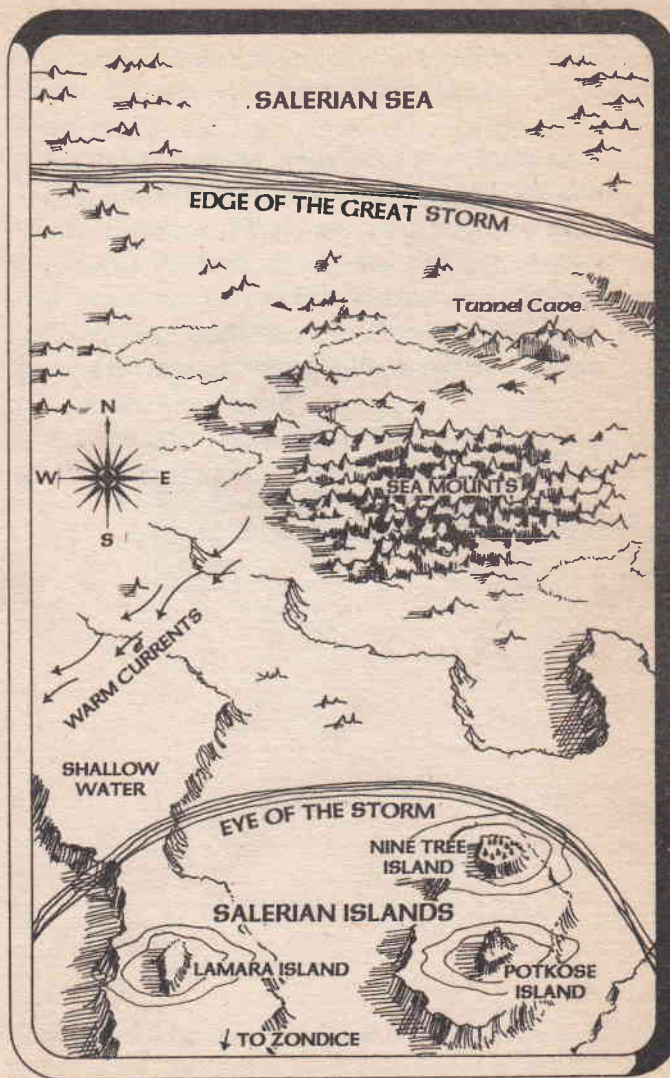 SALERIAN SEA
EDGE OF THE GREAT STORM
Tunnel Cave
N
W E
S
SEA MOUNTS
WARM CURRENTS
SHALLOW
WATER
EYE OF THE STORM
NINE TREE
ISLAND
SALERIAN ISLANDS
LAMARA ISLAND
POTKOSE
ISLAND
TO ZONDICE